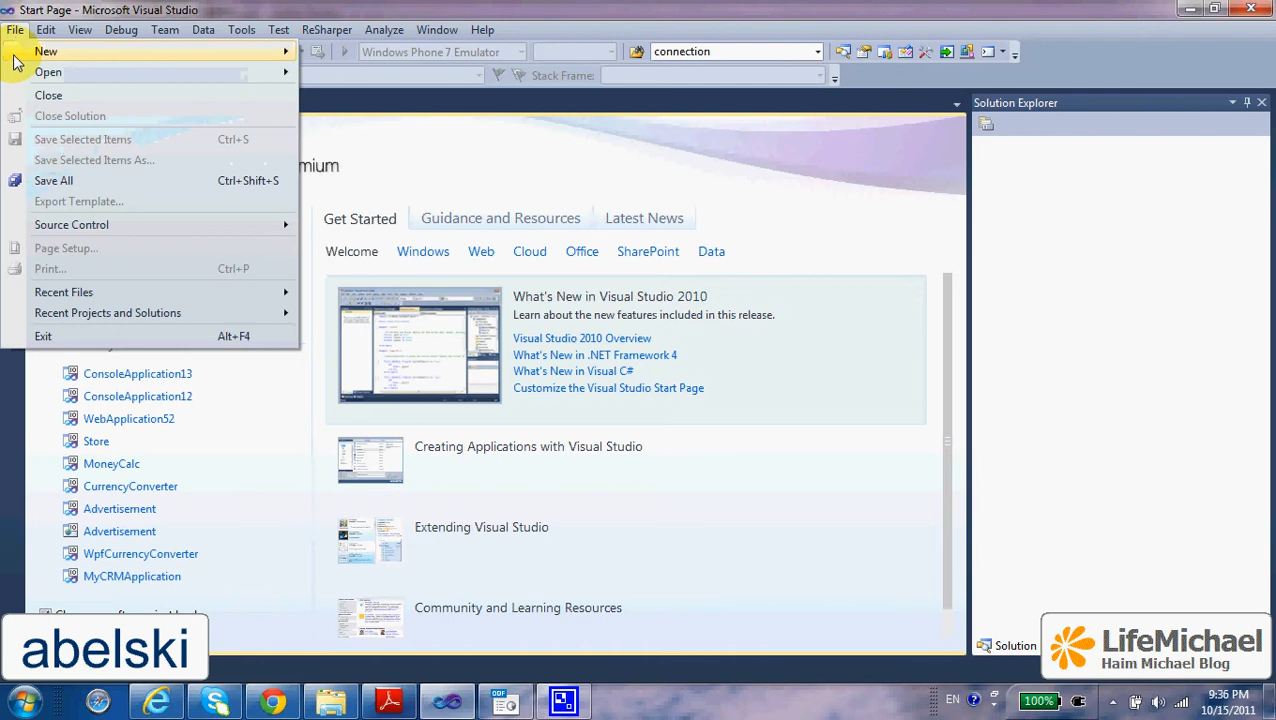 Start Page - Microsoft Visual Studio
File Edit View Debug Team Data Tools Test ReSharper Analyze Window Help
New
Windows Phone 7 Emulator
connection
Open
Stack Frame:
Close
Close Solution
Save Selected Items Ctrl+S
Save Selected Items As...
Save All Ctrl+Shift+S
Export Template...
Source Control
Page Setup...
Print... Ctrl+P
Recent Files
Recent Projects and Solutions
Exit Alt+F4
Solution Explorer
mium
Get Started Guidance and Resources Latest News
Welcome Windows Web Cloud Office SharePoint Data
What's New in Visual Studio 2010
Learn about the new features included in this release.
Visual Studio 2010 Overview
What's New in .NET Framework 4
What's New in Visual C#
Customize the Visual Studio Start Page
Creating Applications with Visual Studio
Extending Visual Studio
Community and Learning Resources
ConsoleApplication13
ConsoleApplication12
WebApplication52
Store
MoneyCalc
CurrencyConverter
Advertisement
Advertisement
WpfCurrencyConverter
MyCRMApplication
abelski
Solution
LifeMichael
Haim Michael Blog
EN
100%
9:36 PM
10/15/2011